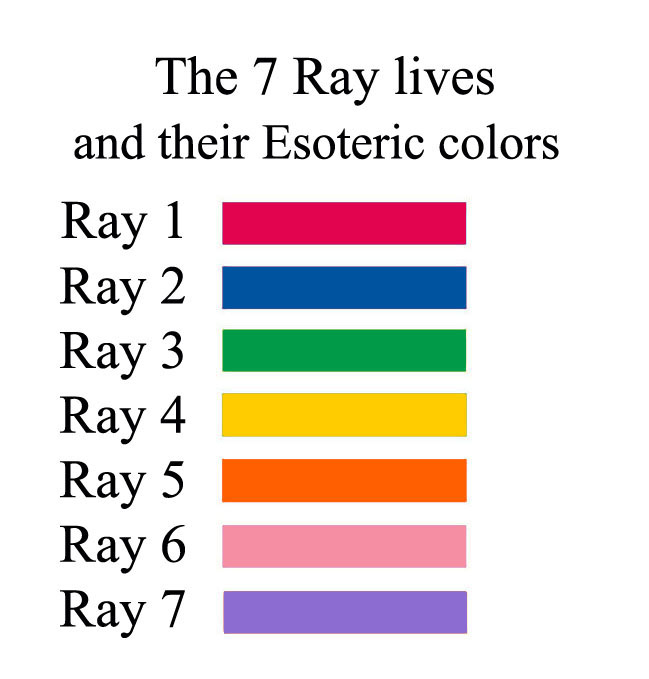 The 7 Ray lives
and their Esoteric colors
Ray 1
Ray 2
Ray 3
Ray 4
Ray 5
Ray 6
Ray 7